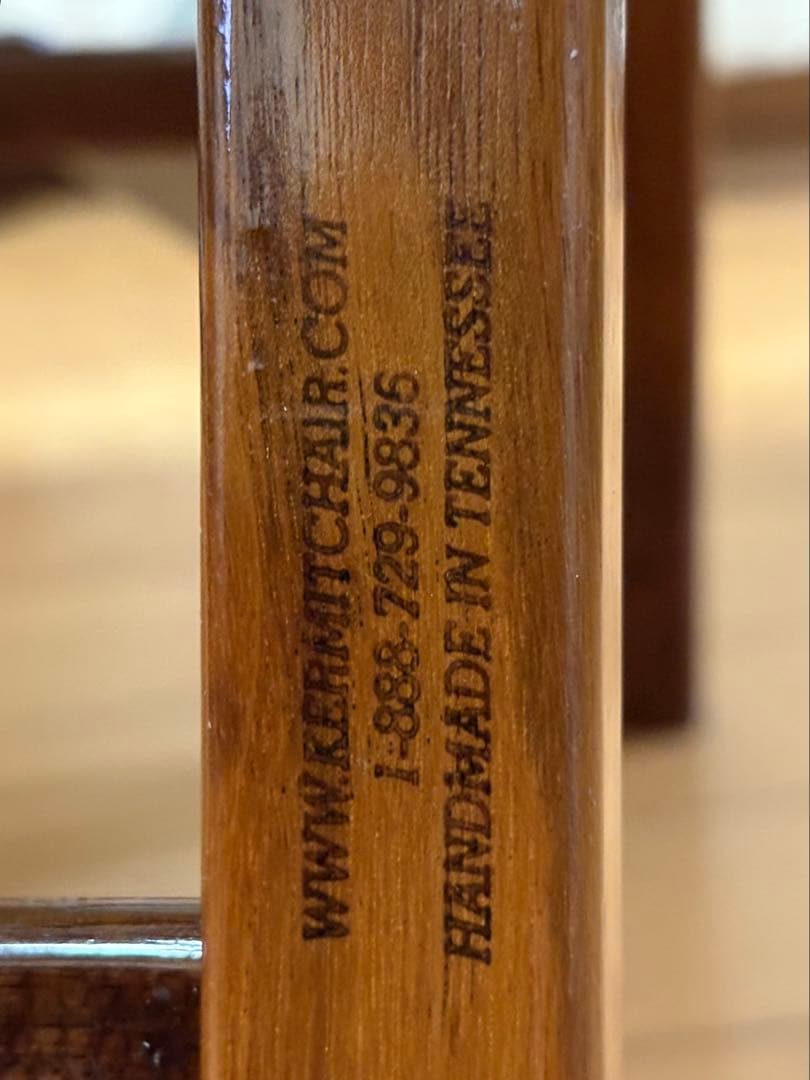 WWW.KERMITCHAIR.COM
1-888-729-9836
HANDMADE IN TENNESSEE